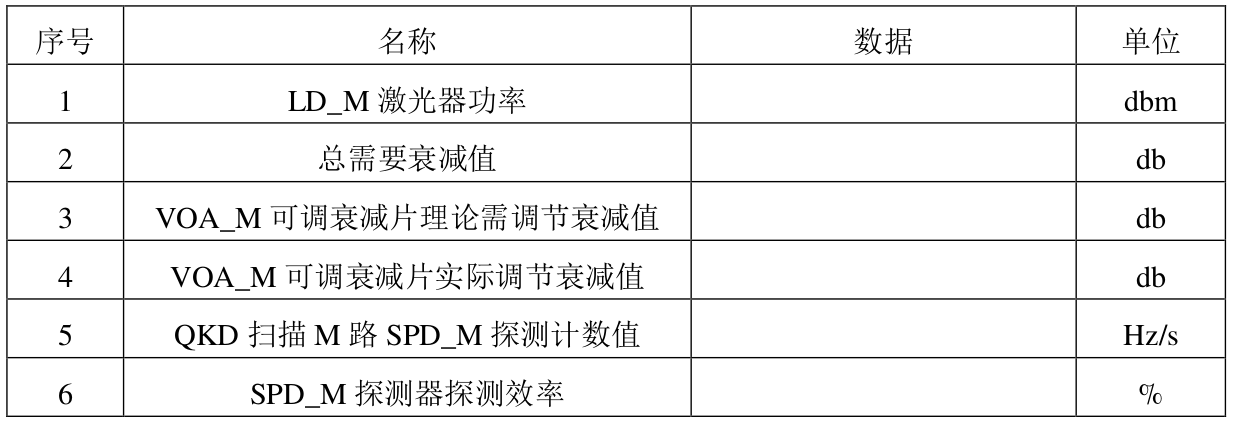 序号 名称 数据 单位
1 LD_M 激光器功率 dbm
2 总需要衰减值 db
3 VOA_M 可调衰减片理论需调节衰减值 db
4 VOA_M 可调衰减片实际调节衰减值 db
5 QKD 扫描 M 路 SPD_M 探测计数值 Hz/s
6 SPD_M 探测器探测效率 %